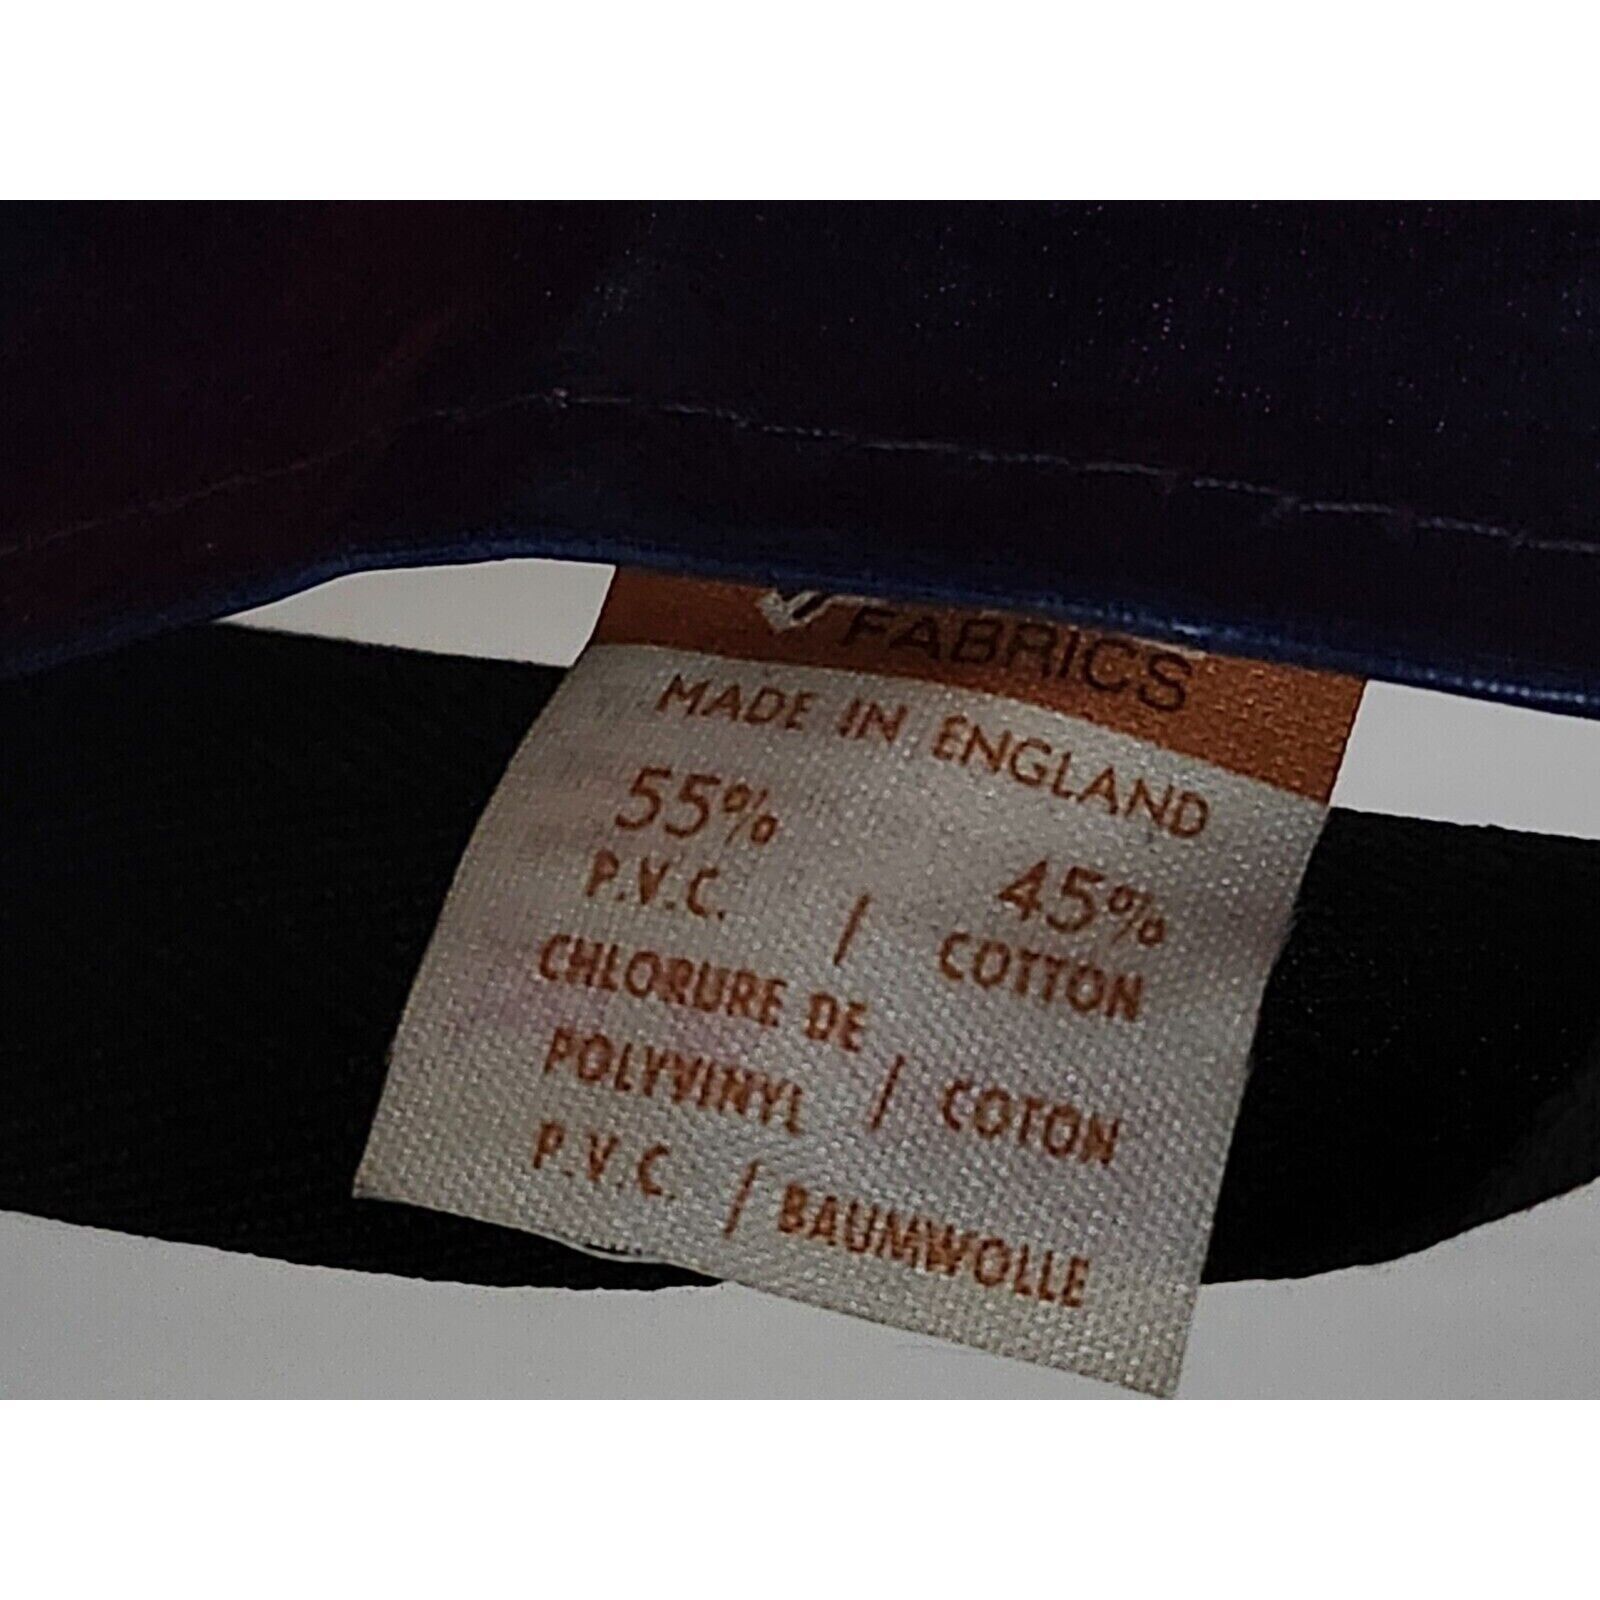 FABRICS
MADE IN ENGLAND
55% 45%
P.V.C. / COTTON
CHLORURE DE
POLYVINYL / COTON
P.V.C. / BAUMWOLLE